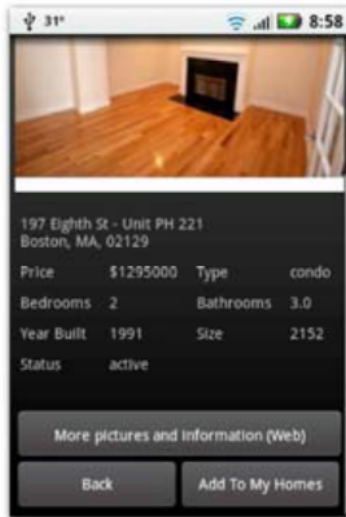 31° 8:58
197 Eighth St - Unit PH 221
Boston, MA, 02129
Price $1295000 Type condo
Bedrooms 2 Bathrooms 3.0
Year Built 1991 Size 2152
Status active
More pictures and information (Web)
Back Add To My Homes